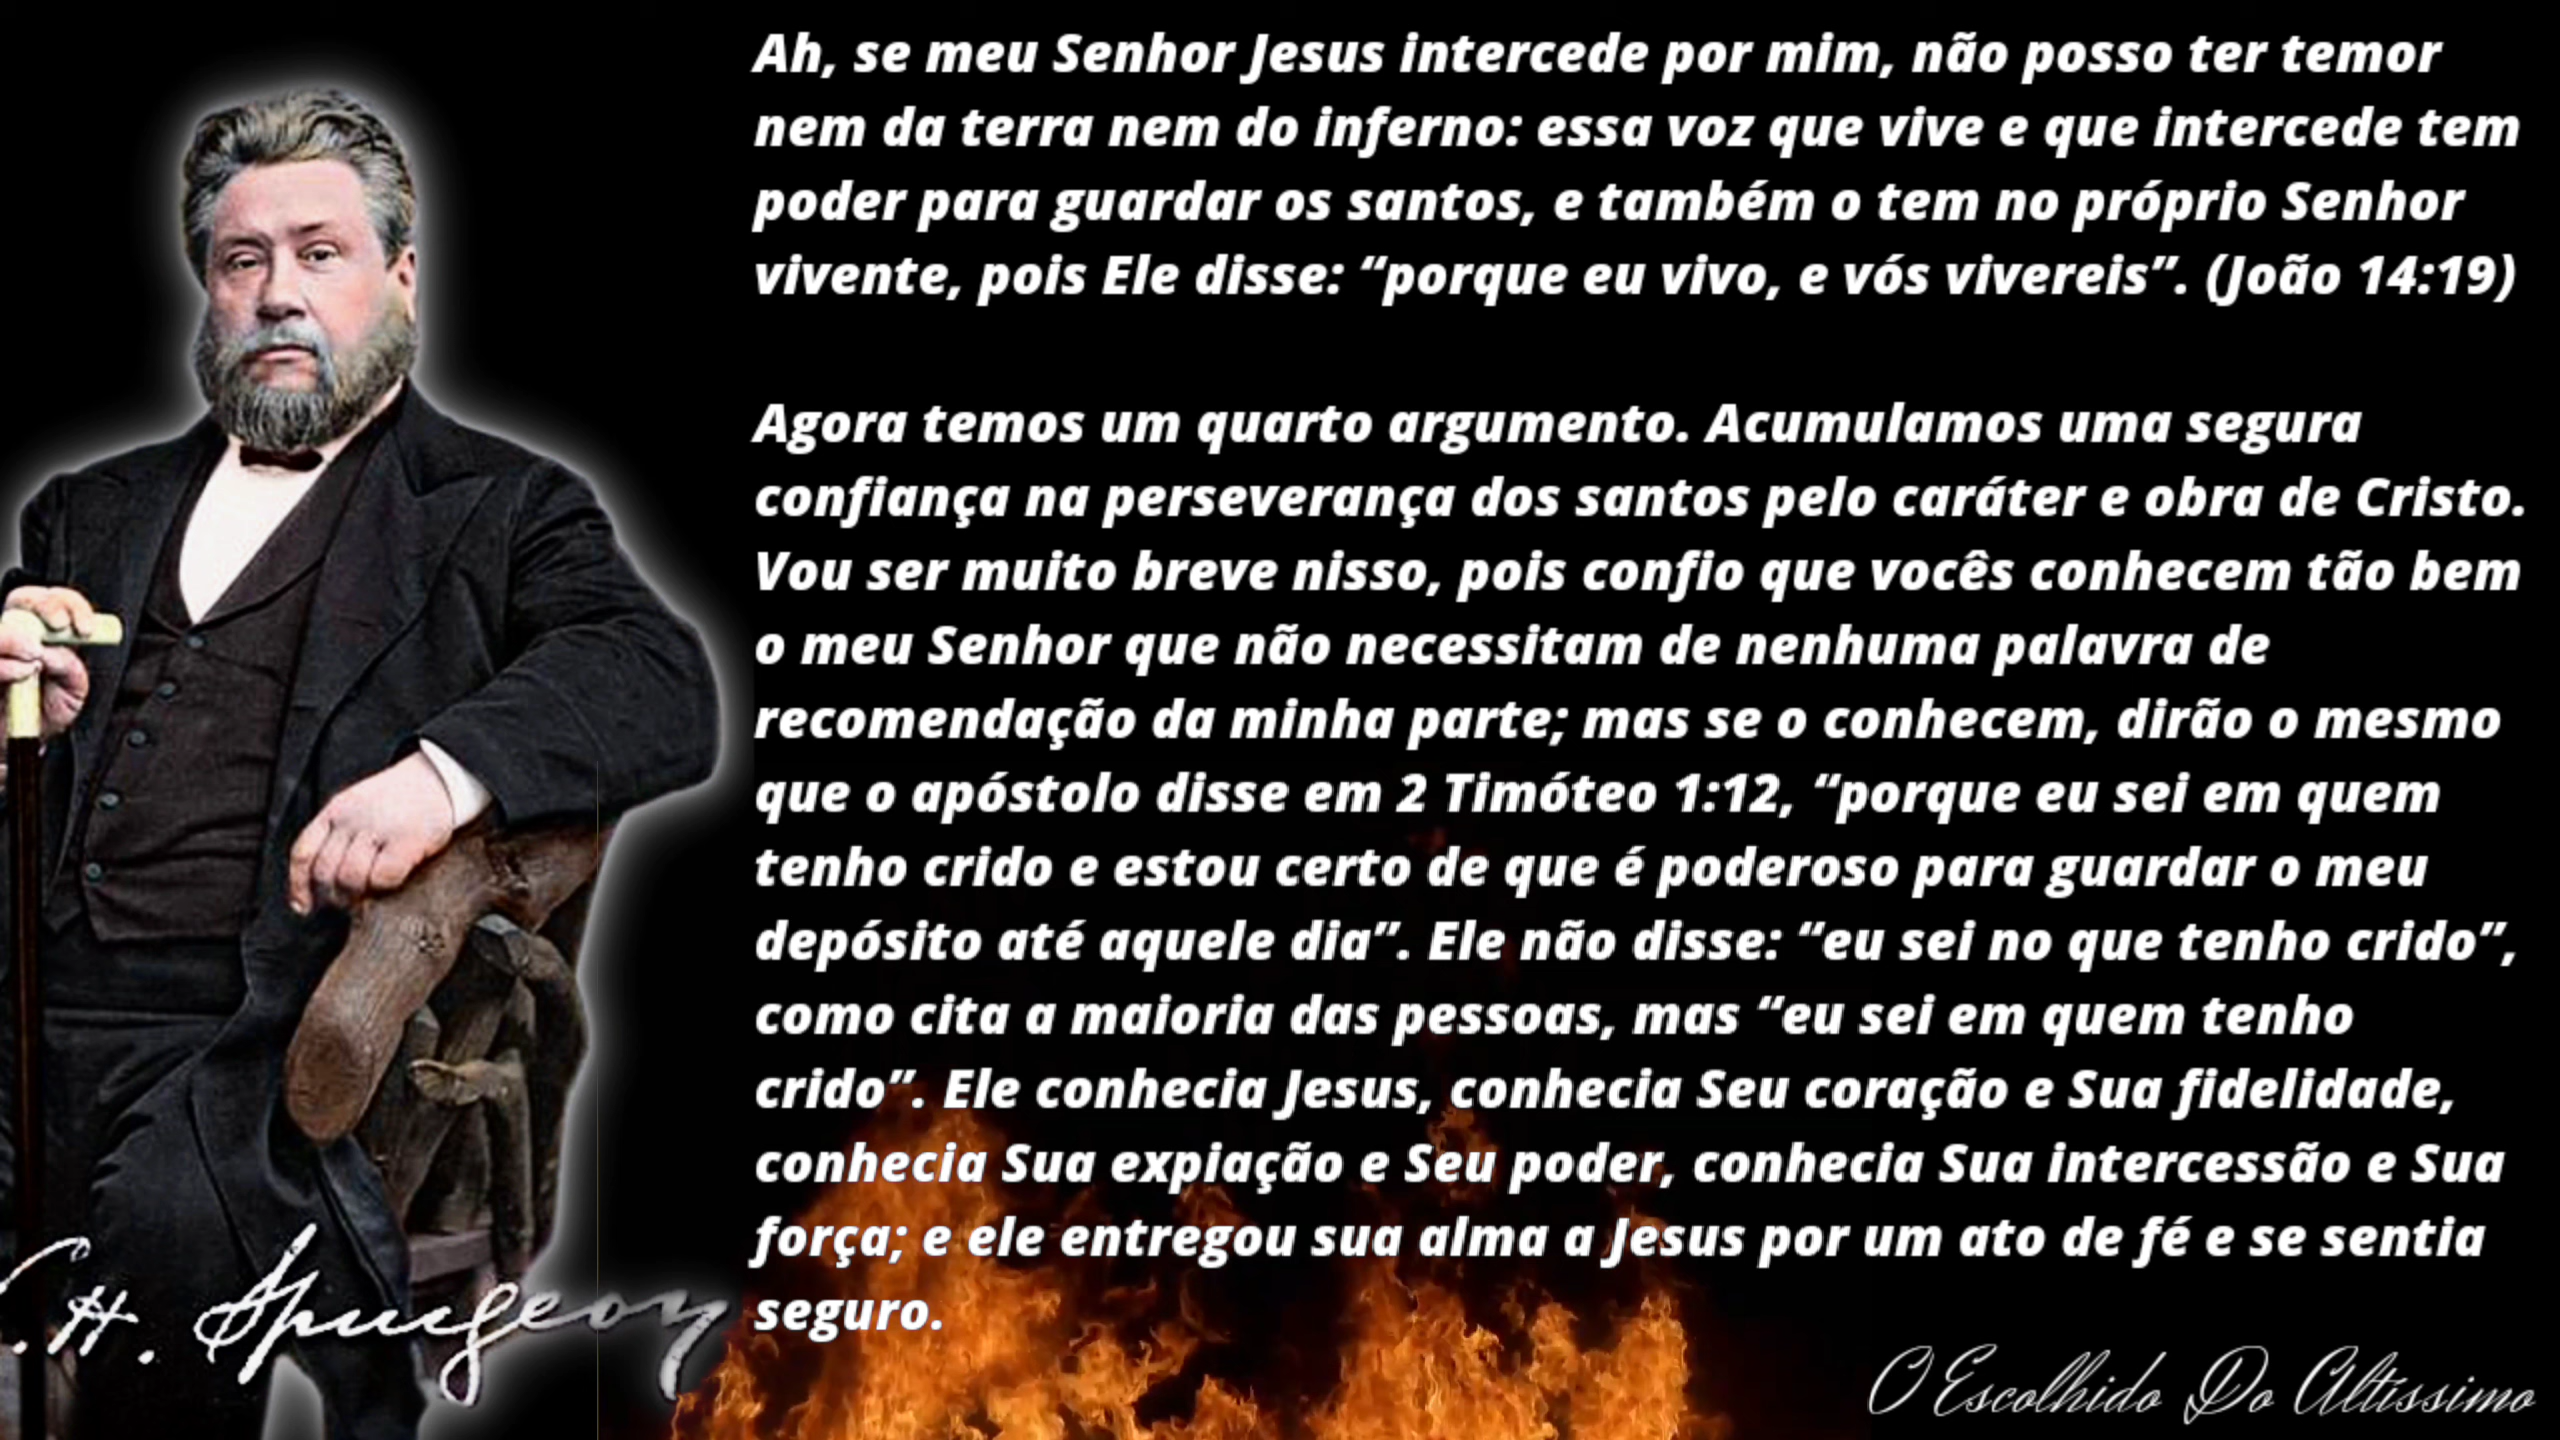 Ah, se meu Senhor Jesus intercede por mim, não posso ter temor
nem da terra nem do inferno: essa voz que vive e que intercede tem
poder para guardar os santos, e também o tem no próprio Senhor
vivente, pois Ele disse: “porque eu vivo, e vós vivereis”. (João 14:19)
Agora temos um quarto argumento. Acumulamos uma segura
confiança na perseverança dos santos pelo caráter e obra de Cristo.
Vou ser muito breve nisso, pois confio que vocês conhecem tão bem
o meu Senhor que não necessitam de nenhuma palavra de
recomendação da minha parte; mas se o conhecem, dirão o mesmo
que o apóstolo disse em 2 Timóteo 1:12, “porque eu sei em quem
tenho crido e estou certo de que é poderoso para guardar o meu
depósito até aquele dia”. Ele não disse: “eu sei no que tenho crido”,
como cita a maioria das pessoas, mas “eu sei em quem tenho
crido”. Ele conhecia Jesus, conhecia Seu coração e Sua fidelidade,
conhecia Sua expiação e Seu poder, conhecia Sua intercessão e Sua
força; e ele entregou sua alma a Jesus por um ato de fé e se sentia
seguro.
C. H. Spurgeon
O Escolhido Do Altíssimo